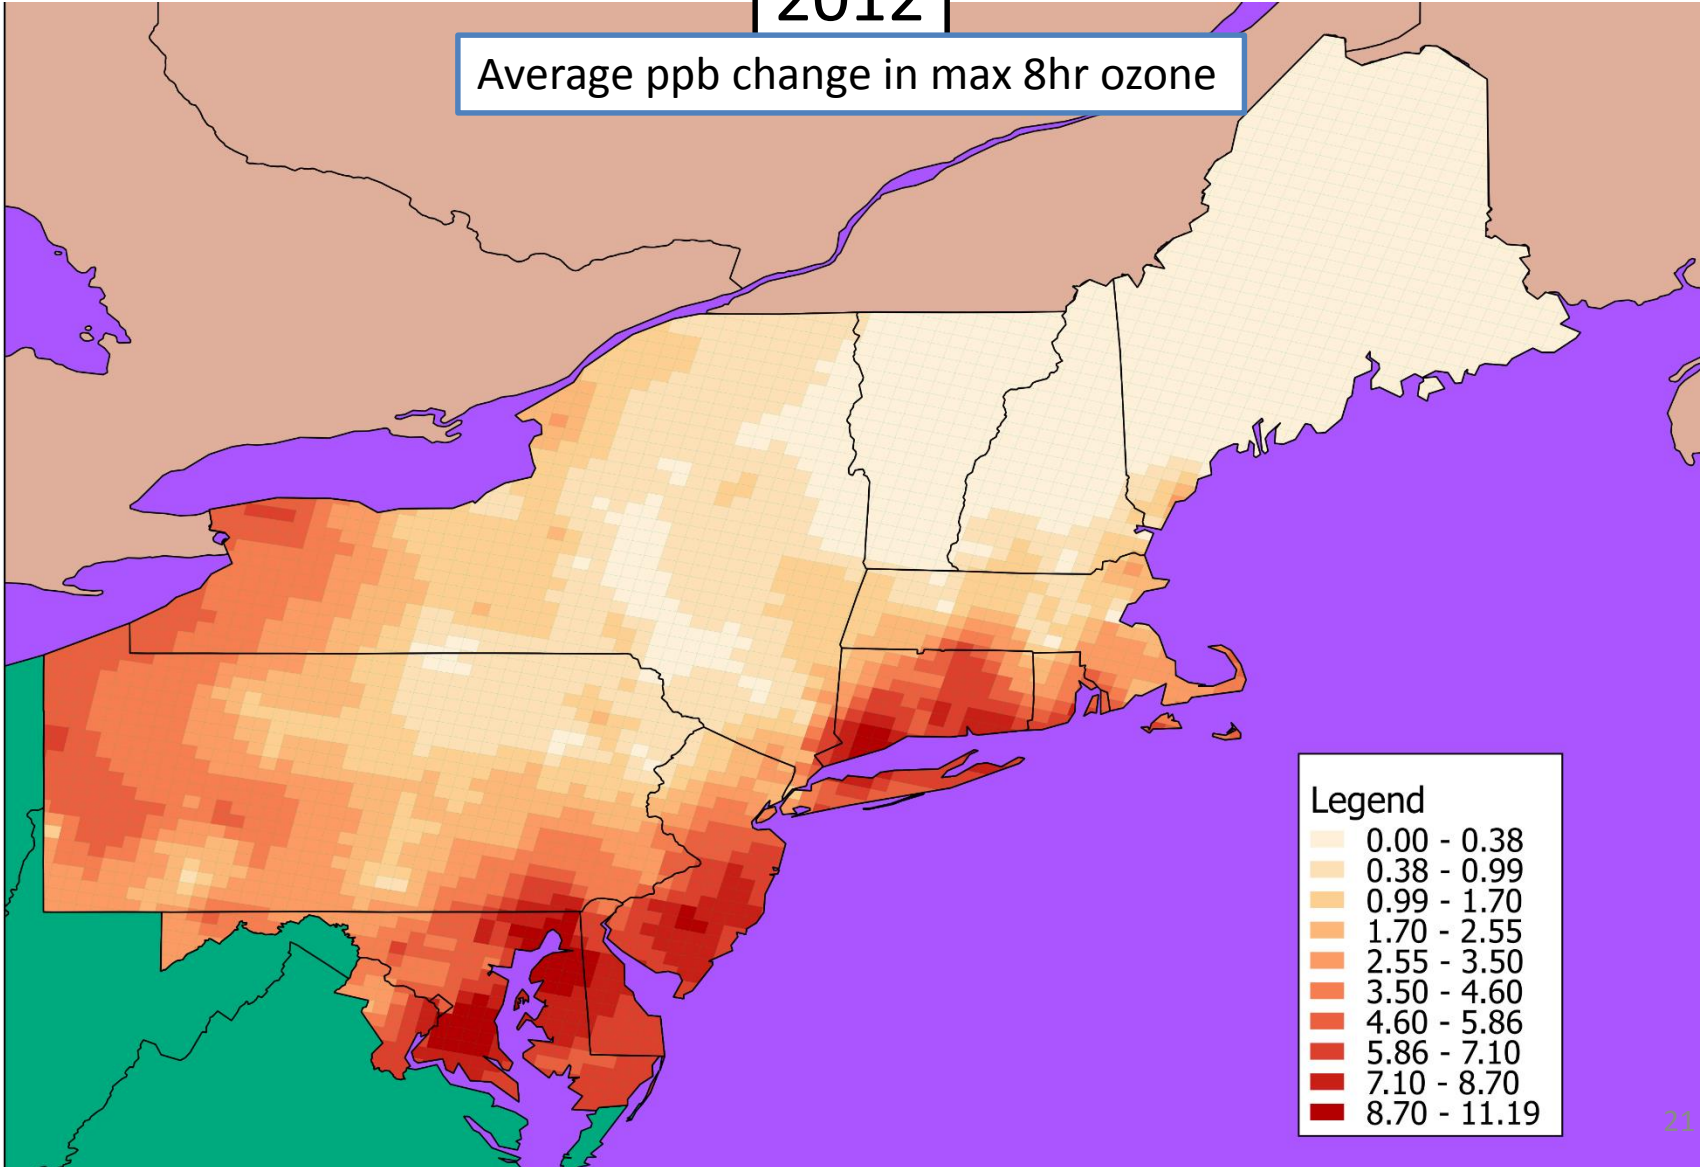 2012
Average ppb change in max 8hr ozone
Legend
0.00 - 0.38
0.38 - 0.99
0.99 - 1.70
1.70 - 2.55
2.55 - 3.50
3.50 - 4.60
4.60 - 5.86
5.86 - 7.10
7.10 - 8.70
8.70 - 11.19
21